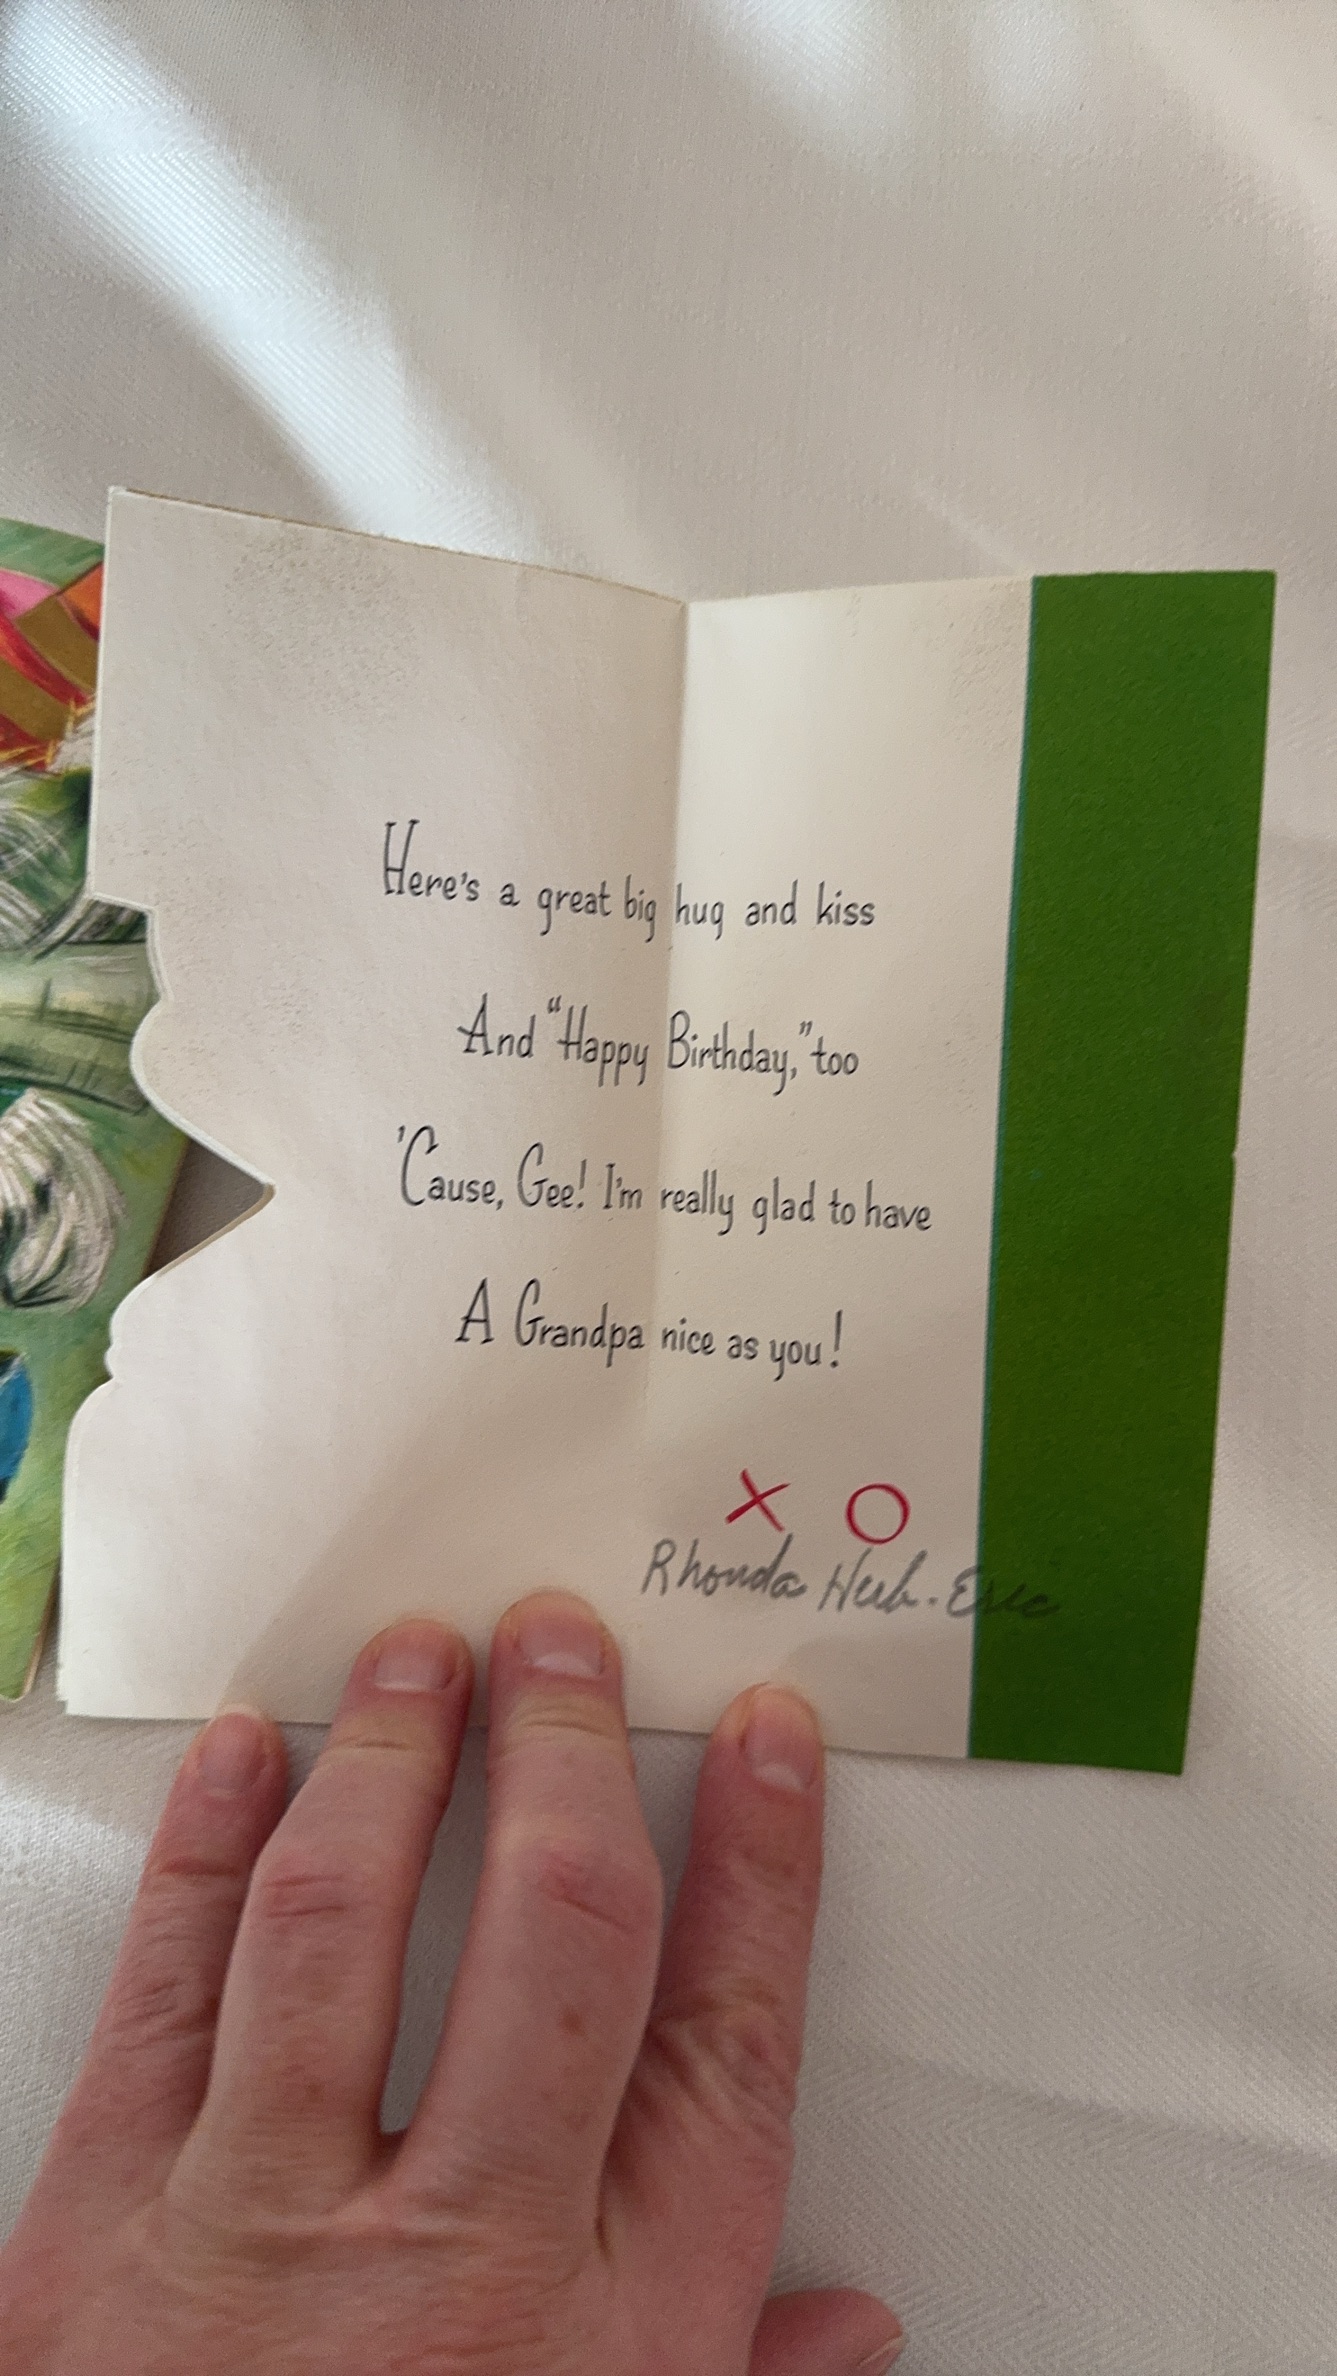 Here's a great big hug and kiss
And “Happy Birthday,” too
'Cause, Gee! I'm really glad to have
A Grandpa nice as you!
X O
Rhonda Herb. Eric